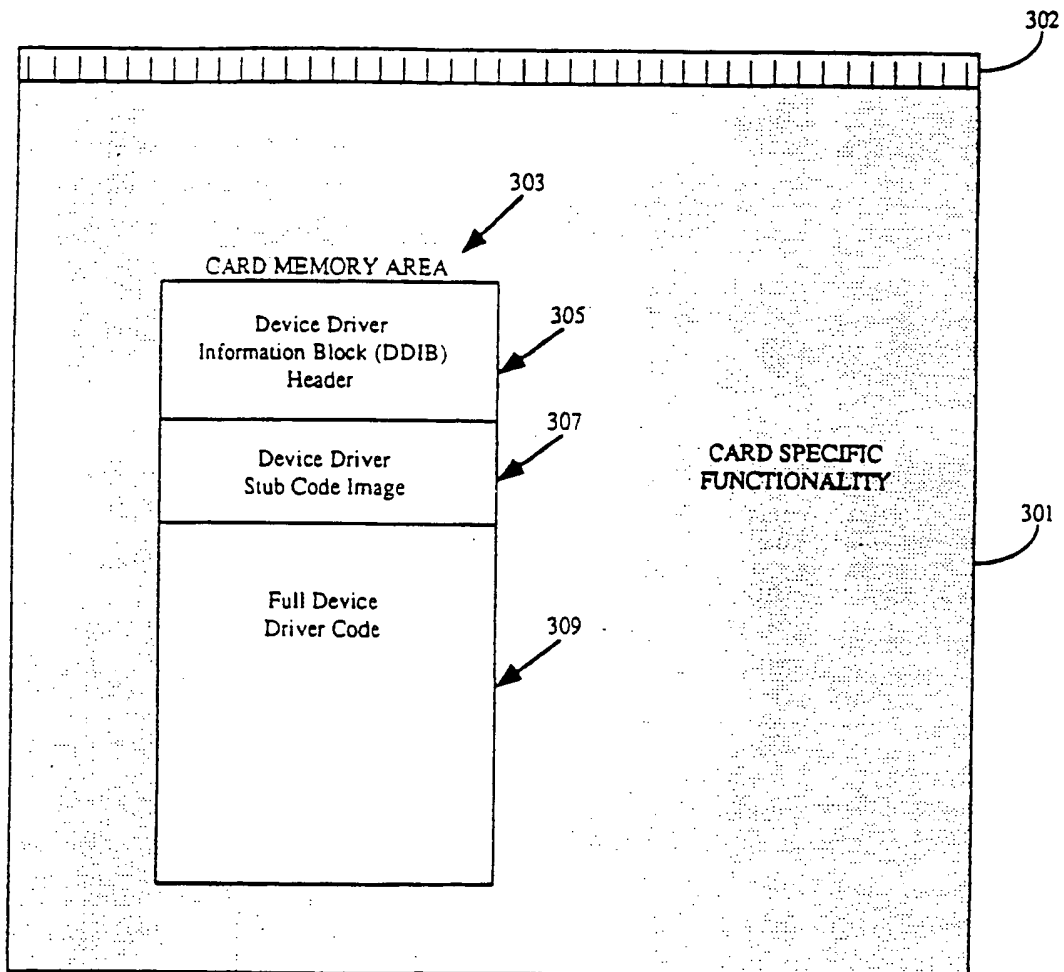 302
303
CARD MEMORY AREA
Device Driver
Information Block (DDIB)
Header
305
307
Device Driver
Stub Code Image
CARD SPECIFIC
FUNCTIONALITY
301
Full Device
Driver Code
309